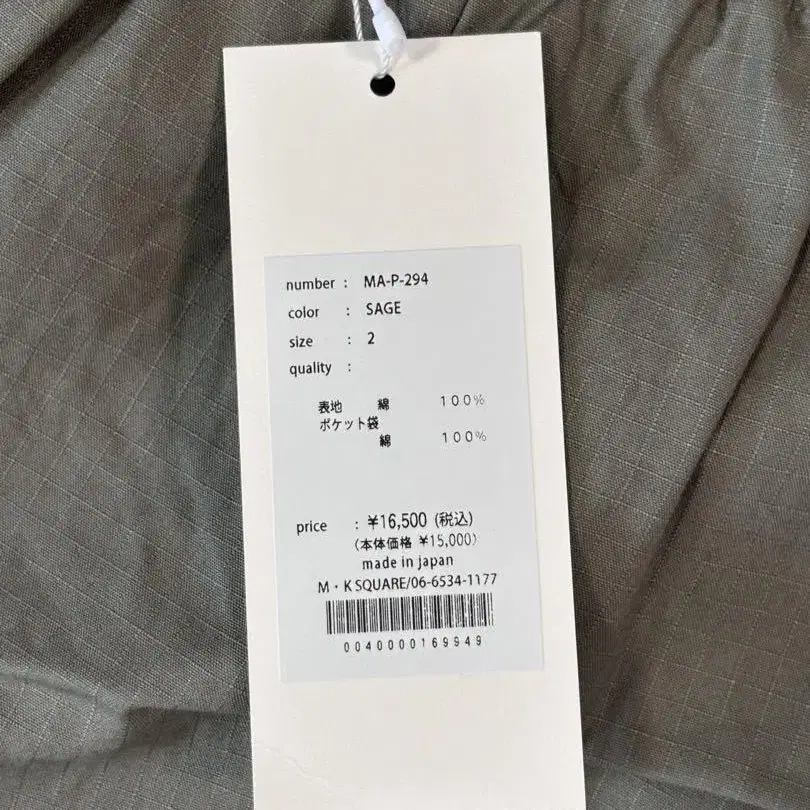 number : MA-P-294
color : SAGE
size : 2
quality :
表地 綿 100%
ポケット袋
綿 100%
price : ¥16,500 (税込)
(本体価格 ¥15,000)
made in japan
M・K SQUARE/06-6534-1177
0040000169949